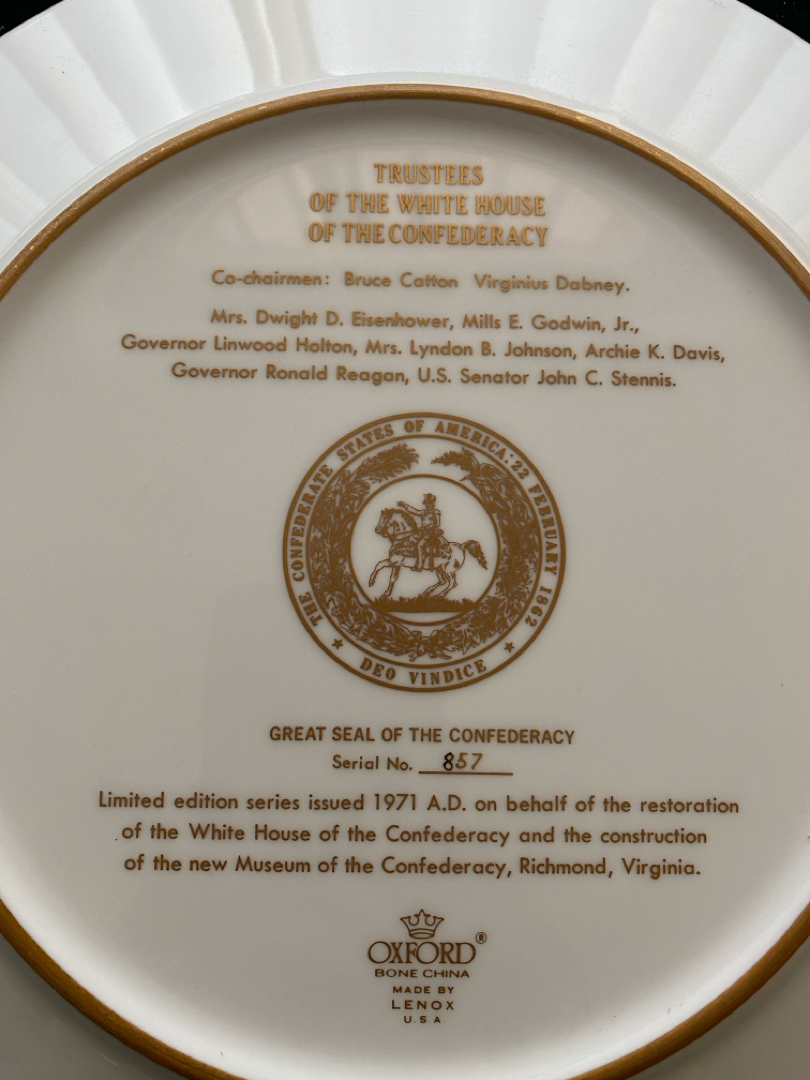 TRUSTEES
OF THE WHITE HOUSE
OF THE CONFEDERACY
Co-chairmen: Bruce Catton Virginius Dabney.
Mrs. Dwight D. Eisenhower, Mills E. Godwin, Jr.,
Governor Linwood Holton, Mrs. Lyndon B. Johnson, Archie K. Davis,
Governor Ronald Reagan, U.S. Senator John C. Stennis.
THE CONFEDERATE STATES OF AMERICA: 22 FEBRUARY 1862
DEO VINDICE
GREAT SEAL OF THE CONFEDERACY
Serial No. 857
Limited edition series issued 1971 A.D. on behalf of the restoration
of the White House of the Confederacy and the construction
of the new Museum of the Confederacy, Richmond, Virginia.
OXFORD®
BONE CHINA
MADE BY
LENOX
U.S.A